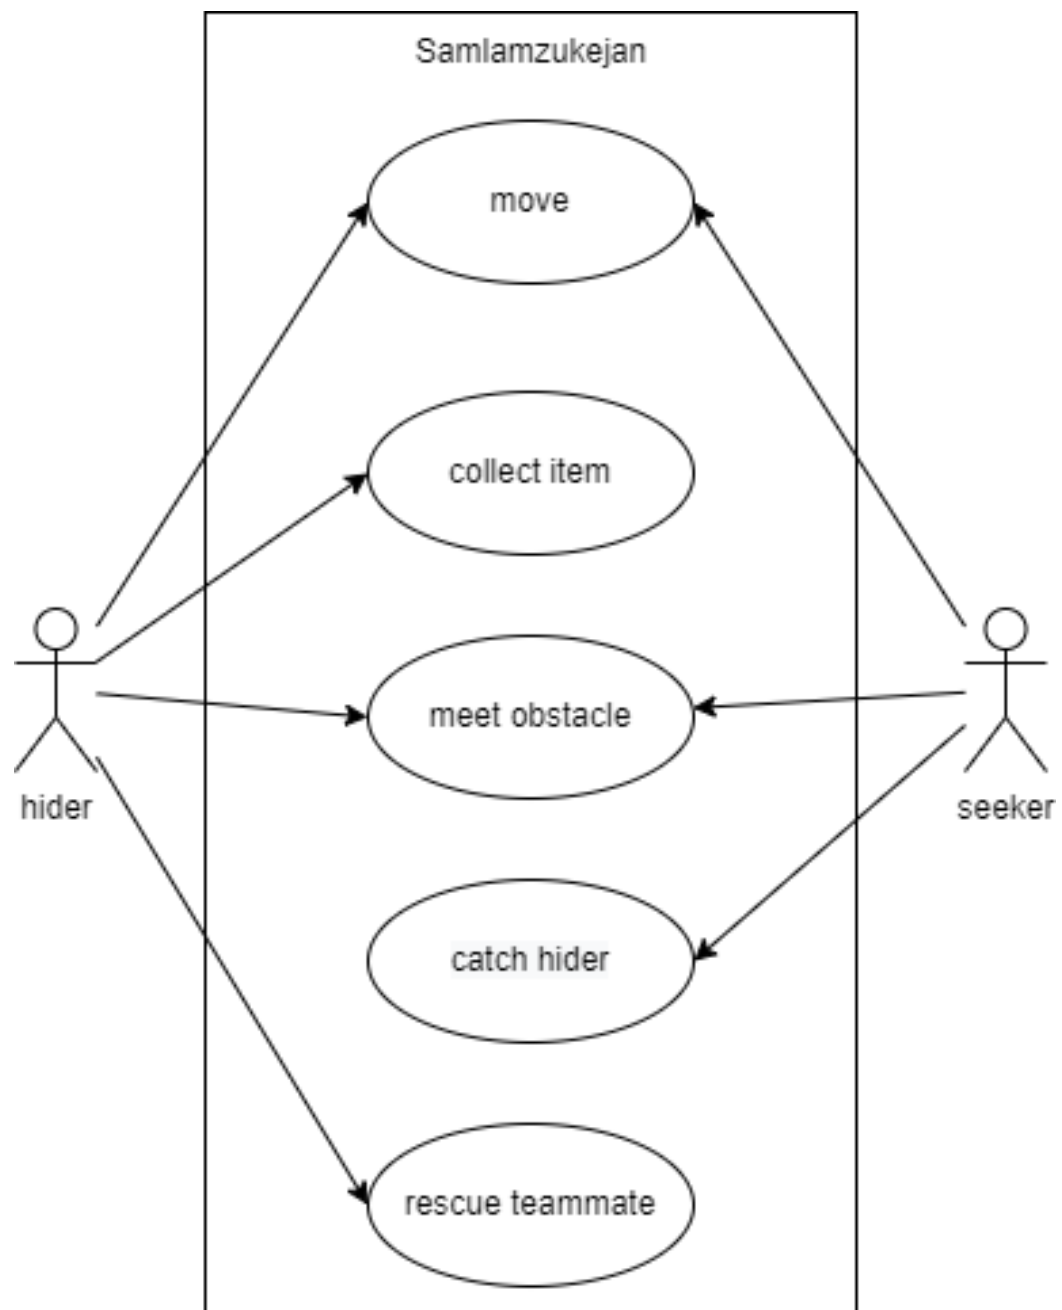 Samlamzukejan
move
collect item
meet obstacle
hider
seeker
catch hider
rescue teammate